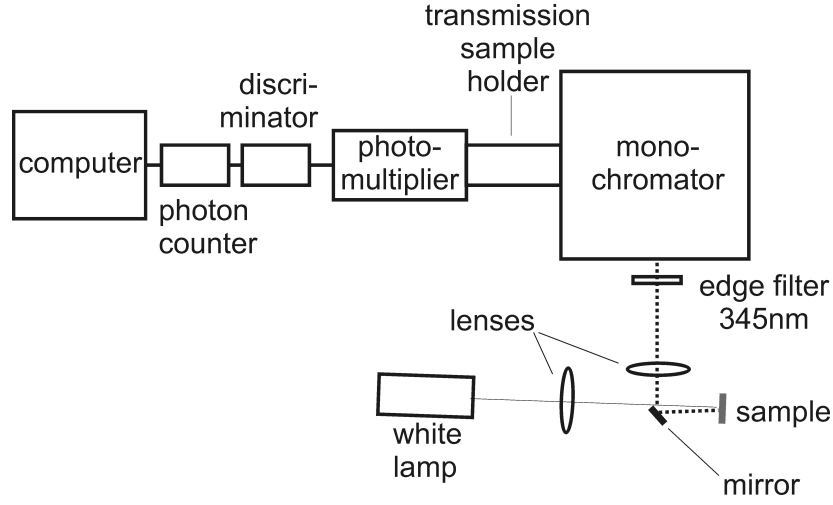 transmission
sample
holder
discri-
minator
computer
photo-
multiplier
mono-
chromator
photon
counter
edge filter
345nm
lenses
white
lamp
sample
mirror